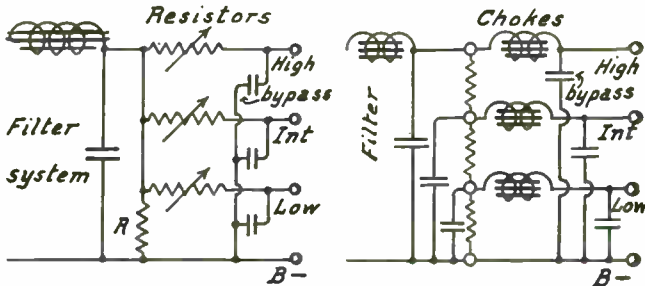 Resistors
High
bypass
Filter
system
Int
Low
R
B-
Chokes
High
bypass
Filter
Int
Low
B-